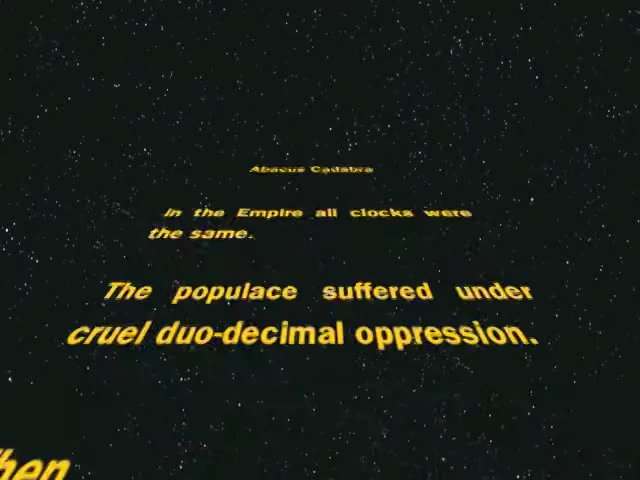 Abacus Cadabra
In the Empire all clocks were
the same.
The populace suffered under
cruel duo-decimal oppression.